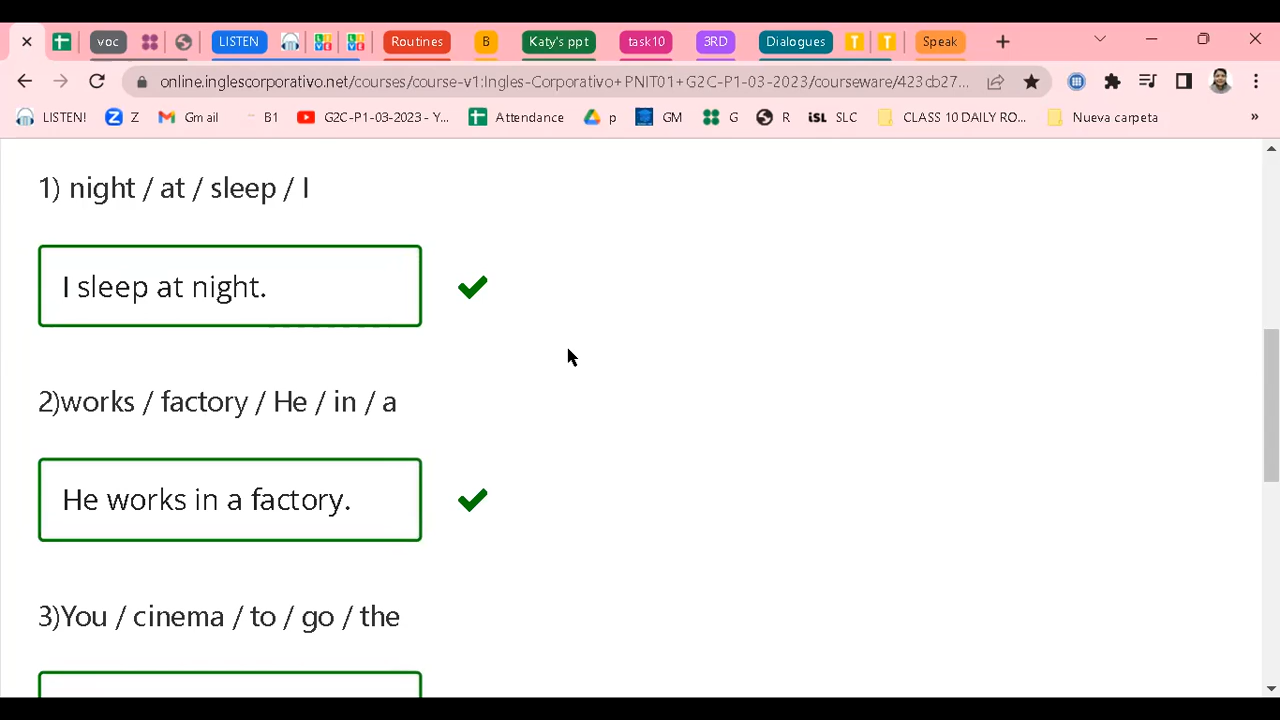 voc
LISTEN
Routines
B
Katy's ppt
task10
3RD
Dialogues
T
T
Speak
online.inglescorporativo.net/courses/course-v1:Ingles-Corporativo+PNIT01+G2C-P1-03-2023/courseware/423cb27...
LISTEN!
Z
Gmail
B1
G2C-P1-03-2023 - Y...
Attendance
p
GM
G
R
ISL SLC
CLASS 10 DAILY RO...
Nueva carpeta
»
1) night / at / sleep / I
I sleep at night.
2)works / factory / He / in / a
He works in a factory.
3)You / cinema / to / go / the